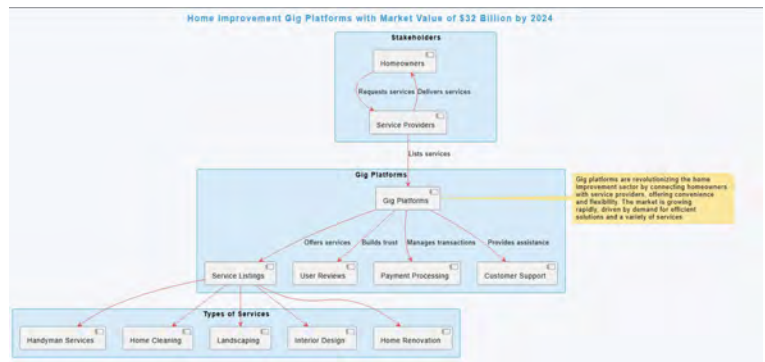 Home Improvement Gig Platforms with Market Value of $32 Billion by 2024
Stakeholders
Homeowners
Requests services
Delivers services
Service Providers
Lists services
Gig Platforms
Gig Platforms
Gig platforms are revolutionizing the home
improvement sector by connecting homeowners
with service providers, offering convenience
and flexibility. The market is growing
rapidly, driven by demand for efficient
solutions and a variety of services
Offers services
Builds trust
Manages transactions
Provides assistance
Service Listings
User Reviews
Payment Processing
Customer Support
Types of Services
Handyman Services
Home Cleaning
Landscaping
Interior Design
Home Renovation